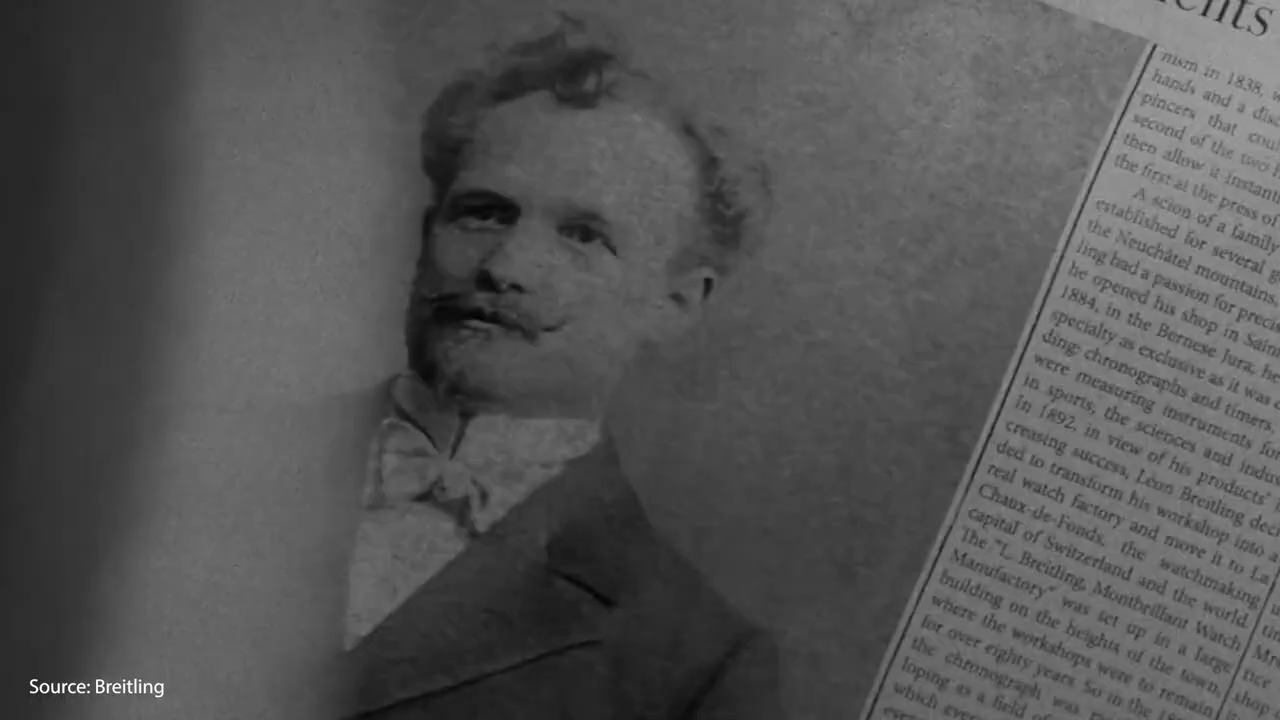 ents
nism in 1838,
hands and a disc
pincers that coul
second of the two
then allow it instant
the first at the press of
A scion of a family
established for several g
the Neuchâtel mountains,
ling had a passion for preci
he opened his shop in Sain
1884, in the Bernese Jura, he
specialty as exclusive as it was
ding: chronographs and timers.
were measuring instruments for
in sports, the sciences and indus
In 1892, in view of his products'
creasing success, Léon Breitling deci
ded to transform his workshop into a
real watch factory and move it to La
Chaux-de-Fonds, the watchmaking
capital of Switzerland and the world.
The "L. Breitling, Montbrillant Watch
Manufactory" was set up in a large
building on the heights of the town,
where the workshops were to remain
for over eighty years. So in the
the chronograph was
loping as a field
which
Source: Breitling